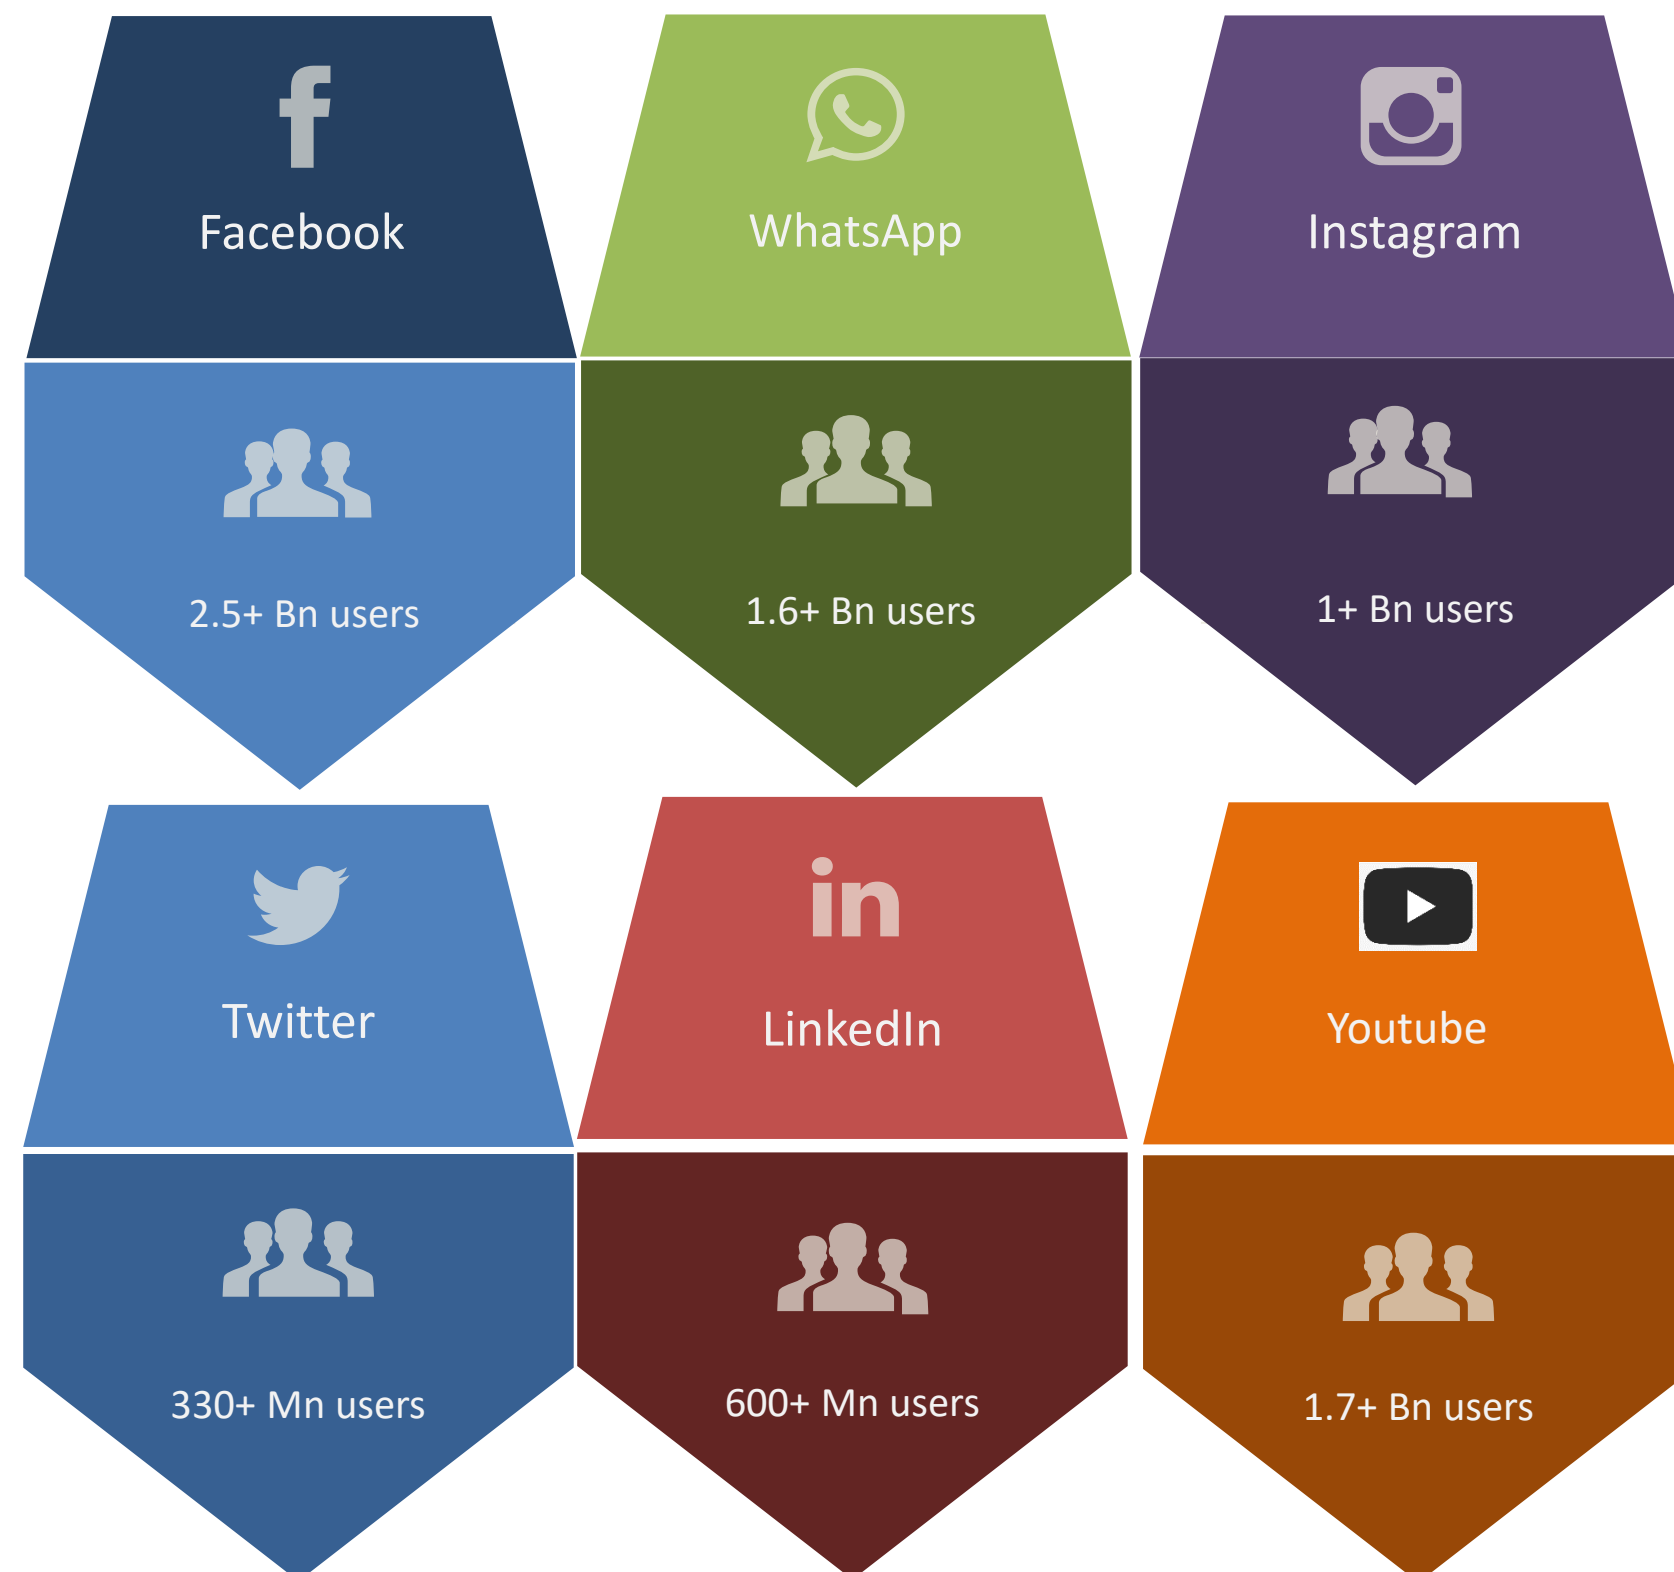 Facebook
WhatsApp
Instagram
2.5+ Bn users
1.6+ Bn users
1+ Bn users
Twitter
in
LinkedIn
Youtube
330+ Mn users
600+ Mn users
1.7+ Bn users